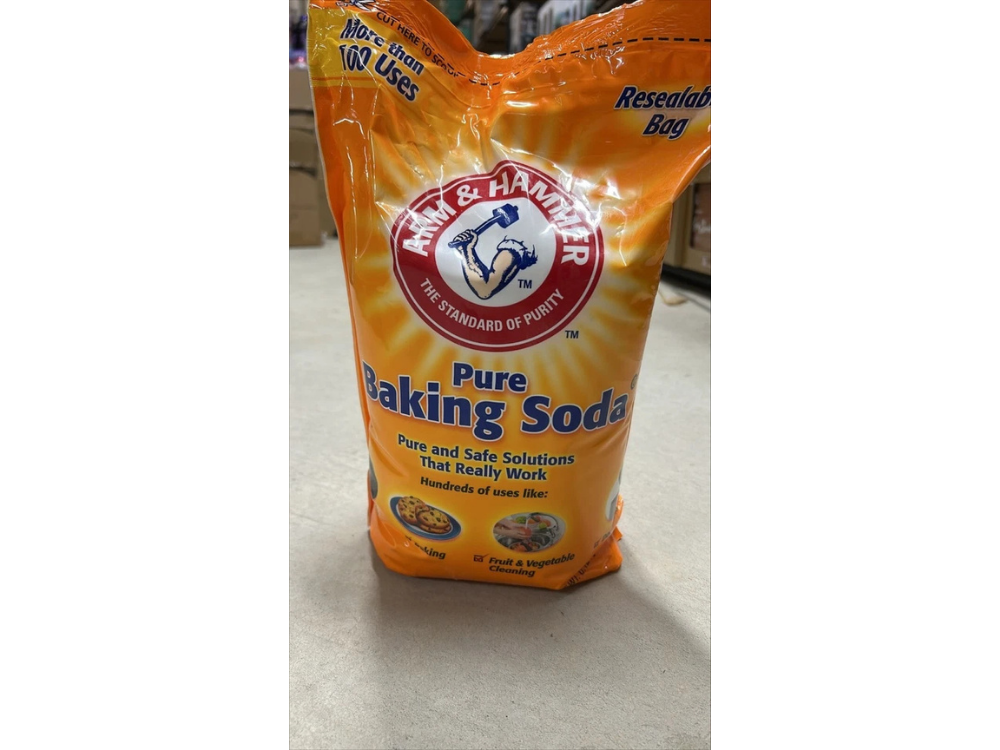 CUT HERE TO
More than
100 Uses
Resealab
Bag
ARM & HAMMER
TM
THE STANDARD OF PURITY
TM
Pure
Baking Soda
Pure and Safe Solutions
That Really Work
Hundreds of uses like:
Fruit & Vegetable
Cleaning